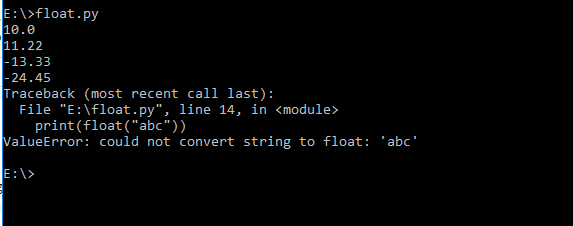 E:\>float.py
10.0
11.22
-13.33
-24.45
Traceback (most recent call last):
  File "E:\float.py", line 14, in <module>
    print(float("abc"))
ValueError: could not convert string to float: 'abc'
E:\>